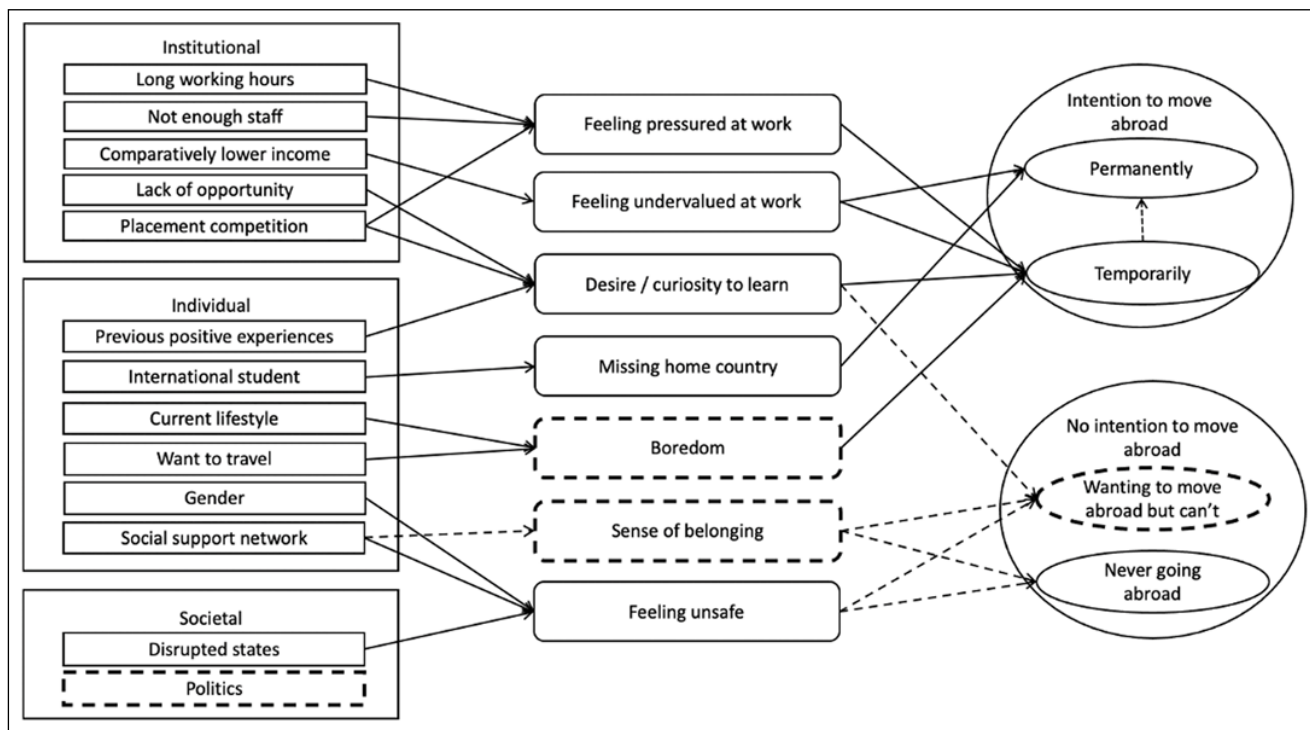 Institutional
Long working hours
Not enough staff
Comparatively lower income
Lack of opportunity
Placement competition
Individual
Previous positive experiences
International student
Current lifestyle
Want to travel
Gender
Social support network
Societal
Disrupted states
Politics
Feeling pressured at work
Feeling undervalued at work
Desire / curiosity to learn
Missing home country
Boredom
Sense of belonging
Feeling unsafe
Intention to move
abroad
Permanently
Temporarily
No intention to move
abroad
Wanting to move
abroad but can't
Never going
abroad